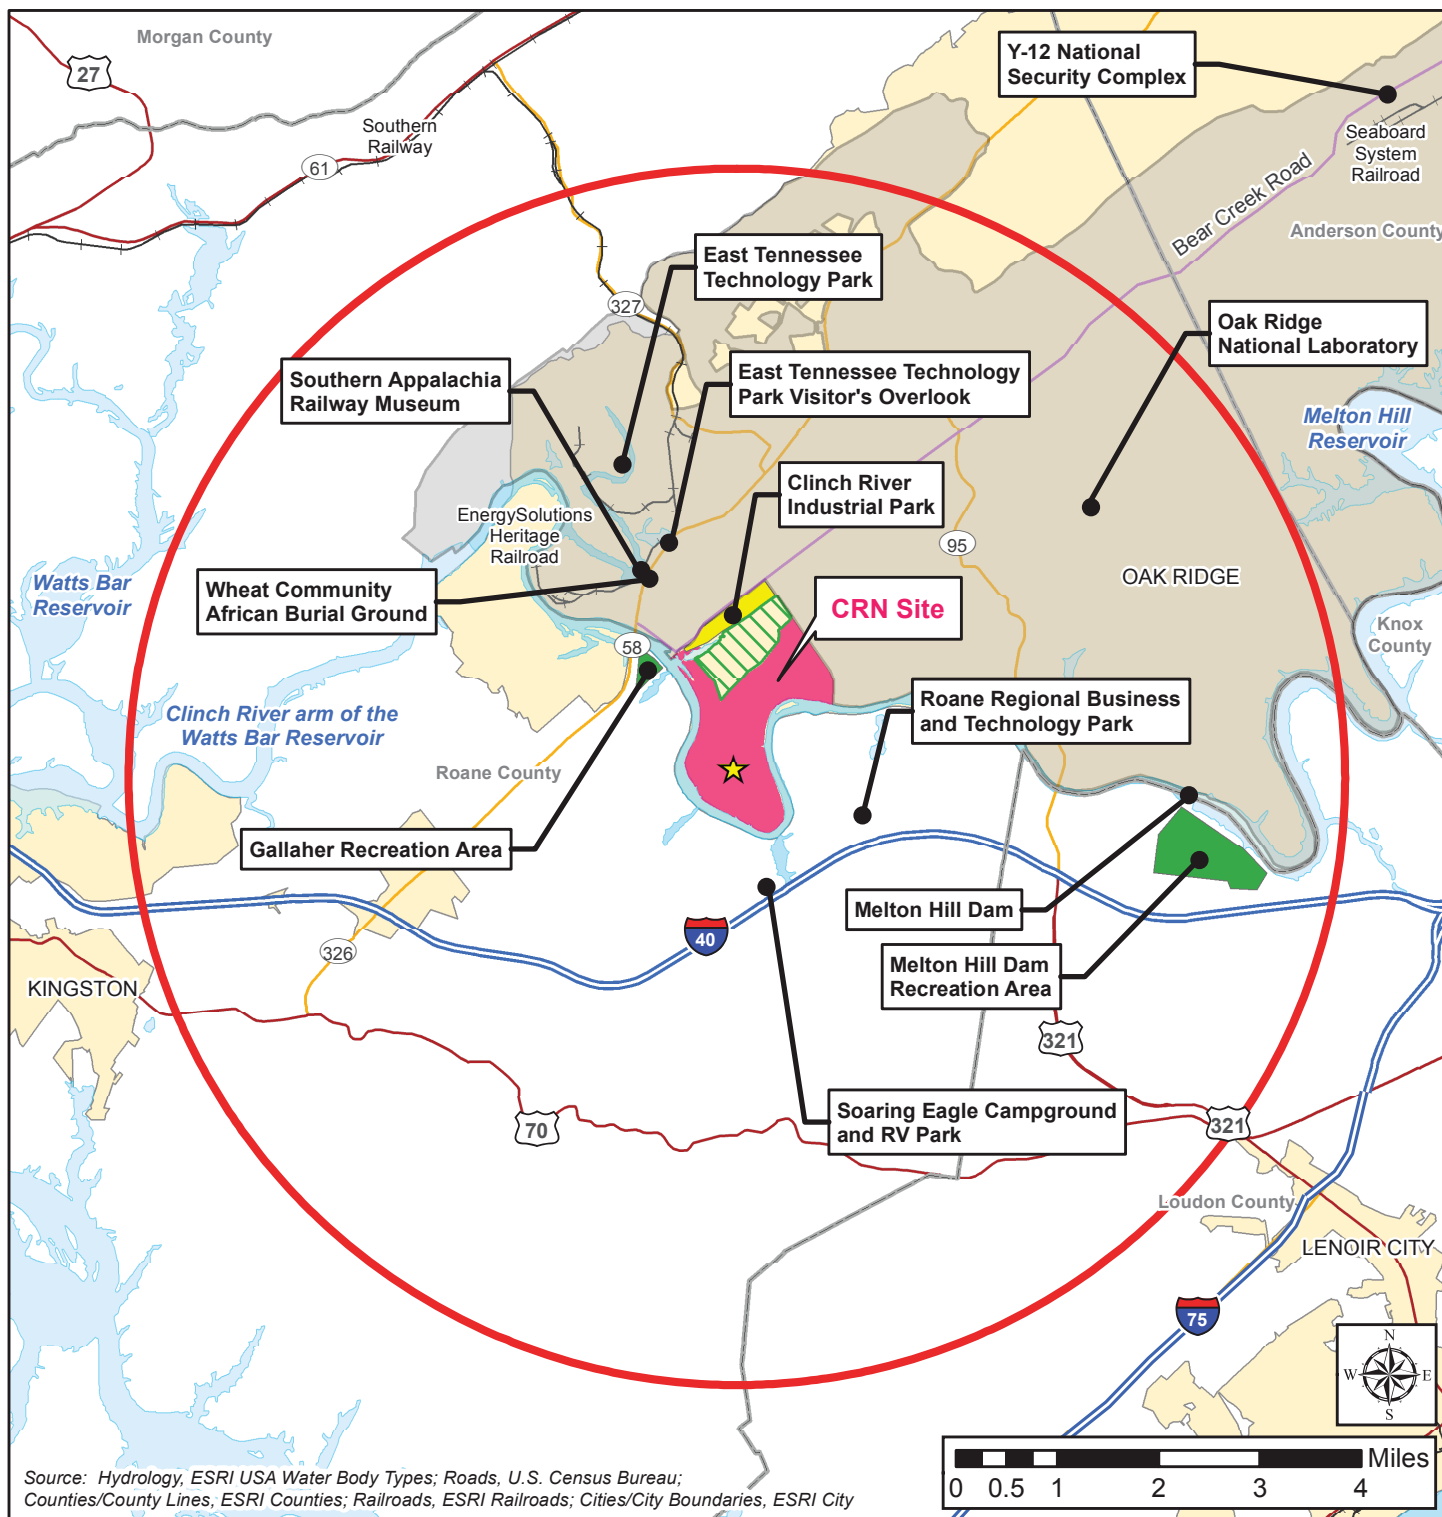 Morgan County
27
Southern
Railway
61
Y-12 National
Security Complex
Seaboard
System
Railroad
Bear Creek Road
Anderson County
East Tennessee
Technology Park
327
Oak Ridge
National Laboratory
Southern Appalachia
Railway Museum
East Tennessee Technology
Park Visitor's Overlook
Melton Hill
Reservoir
Clinch River
Industrial Park
EnergySolutions
Heritage
Railroad
95
Watts Bar
Reservoir
Wheat Community
African Burial Ground
OAK RIDGE
CRN Site
58
Knox
County
Clinch River arm of the
Watts Bar Reservoir
Roane Regional Business
and Technology Park
Roane County
Gallaher Recreation Area
Melton Hill Dam
40
326
Melton Hill Dam
Recreation Area
KINGSTON
321
70
Soaring Eagle Campground
and RV Park
321
Loudon County
LENOIR CITY
75
N
W E
S
Miles
0 0.5 1 2 3 4
Source: Hydrology, ESRI USA Water Body Types; Roads, U.S. Census Bureau;
Counties/County Lines, ESRI Counties; Railroads, ESRI Railroads; Cities/City Boundaries, ESRI City